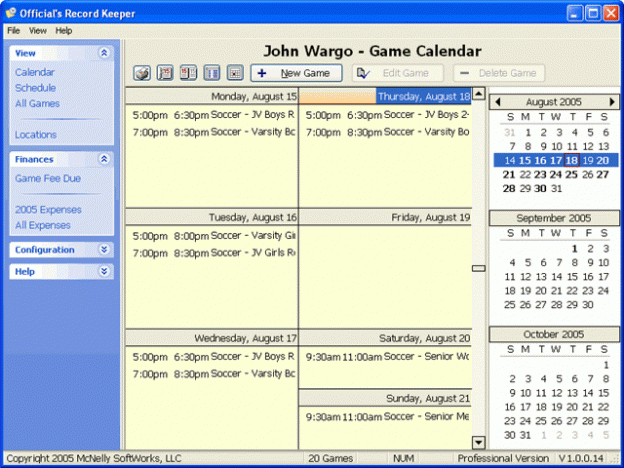 Official's Record Keeper
File View Help
View
Calendar
Schedule
All Games
Locations
Finances
Game Fee Due
2005 Expenses
All Expenses
Configuration
Help
John Wargo - Game Calendar
+ New Game
Edit Game
- Delete Game
Monday, August 15
5:00pm 6:30pm Soccer - JV Boys R
7:00pm 8:30pm Soccer - Varsity Bo
Tuesday, August 16
5:00pm 8:00pm Soccer - Varsity Gi
7:00pm 8:30pm Soccer - JV Girls R
Wednesday, August 17
5:00pm 6:30pm Soccer - JV Boys R
7:00pm 8:30pm Soccer - Varsity Bo
Thursday, August 18
5:00pm 6:30pm Soccer - JV Boys 2-
7:00pm 8:30pm Soccer - Varsity Bo
Friday, August 19
Saturday, August 20
9:30am 11:00am Soccer - Senior Wo
Sunday, August 21
9:30am 11:00am Soccer - Senior Me
August 2005
S M T W T F S
31 1 2 3 4 5 6
7 8 9 10 11 12 13
14 15 16 17 18 19 20
21 22 23 24 25 26 27
28 29 30 31
September 2005
S M T W T F S
1 2 3
4 5 6 7 8 9 10
11 12 13 14 15 16 17
18 19 20 21 22 23 24
25 26 27 28 29 30
October 2005
S M T W T F S
1
2 3 4 5 6 7 8
9 10 11 12 13 14 15
16 17 18 19 20 21 22
23 24 25 26 27 28 29
30 31 1 2 3 4 5
Copyright 2005 McNelly SoftWorks, LLC
20 Games
NUM
Professional Version
V 1.0.0.14